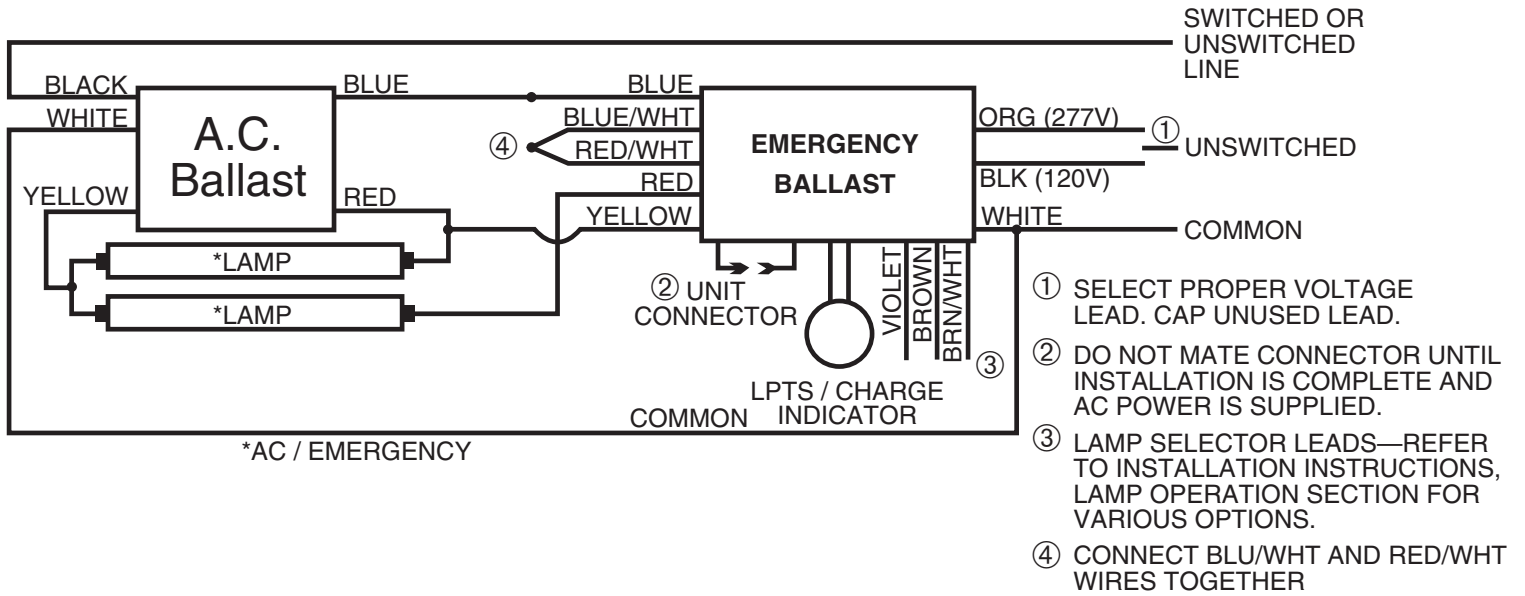 SWITCHED OR
UNSWITCHED
LINE
BLACK
BLUE
BLUE
WHITE
A.C.
Ballast
BLUE/WHT
④
RED/WHT
EMERGENCY
BALLAST
ORG (277V)
①
UNSWITCHED
BLK (120V)
YELLOW
RED
RED
YELLOW
WHITE
COMMON
*LAMP
*LAMP
② UNIT
CONNECTOR
VIOLET
BROWN
BRN/WHT
③
LPTS / CHARGE
INDICATOR
COMMON
*AC / EMERGENCY
① SELECT PROPER VOLTAGE
LEAD. CAP UNUSED LEAD.
② DO NOT MATE CONNECTOR UNTIL
INSTALLATION IS COMPLETE AND
AC POWER IS SUPPLIED.
③ LAMP SELECTOR LEADS—REFER
TO INSTALLATION INSTRUCTIONS,
LAMP OPERATION SECTION FOR
VARIOUS OPTIONS.
④ CONNECT BLU/WHT AND RED/WHT
WIRES TOGETHER